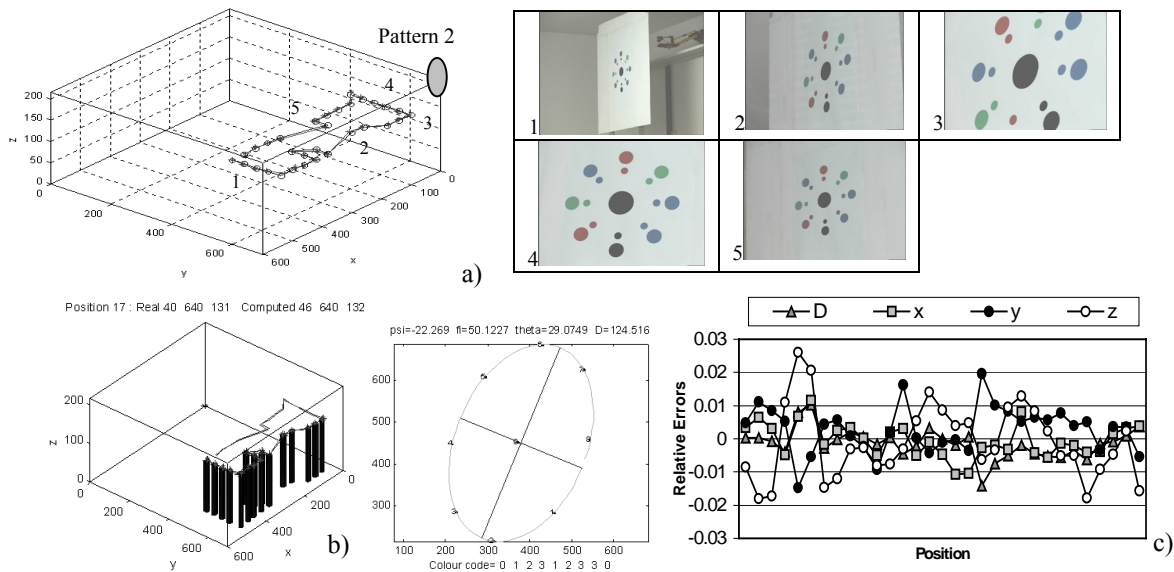 Pattern 2
4
5
3
2
1
200
150
100
50
0
z
0
200
400
600
y
600
500
400
300
200
100
0
x
a)
1
2
3
4
5
Position 17 : Real 40 640 131 Computed 46 640 132
200
100
0
z
0
200
400
600
y
600
400
200
0
x
b)
psi=-22.269 fi=50.1227 theta=29.0749 D=124.516
600
500
400
300
100 200 300 400 500 600
Colour code= 0 1 2 3 1 2 3 3 0
D x y z
0.03
0.02
0.01
0
-0.01
-0.02
-0.03
Relative Errors
Position
c)